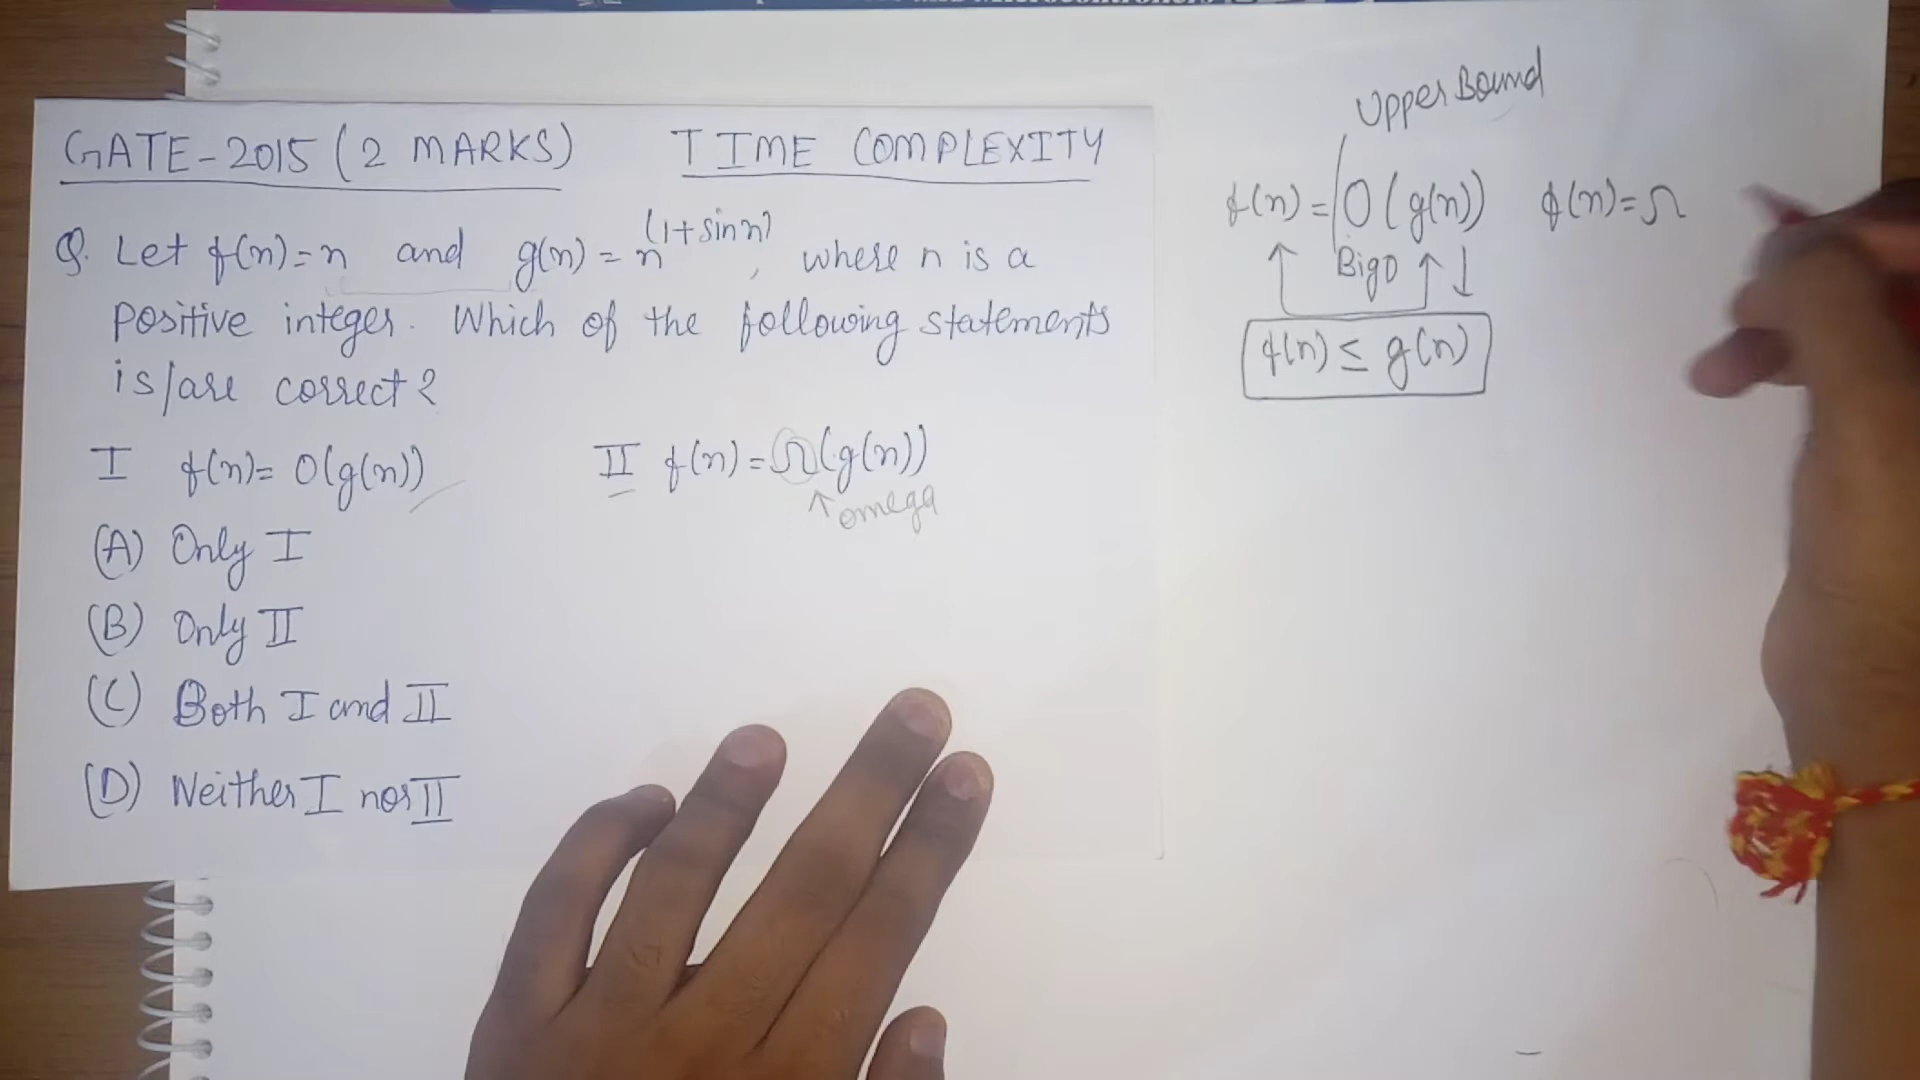 GATE-2015 (2 MARKS) TIME COMPLEXITY
Q. Let f(n)=n and g(n) = n^(1+sin n), where n is a
positive integer. Which of the following statements
is/are correct?
I f(n)= O(g(n)) II f(n)=Ω(g(n))
↑omega
(A) Only I
(B) Only II
(C) Both I and II
(D) Neither I nor II
Upper Bound
f(n) = O(g(n)) f(n)=Ω
Big O
f(n) ≤ g(n)